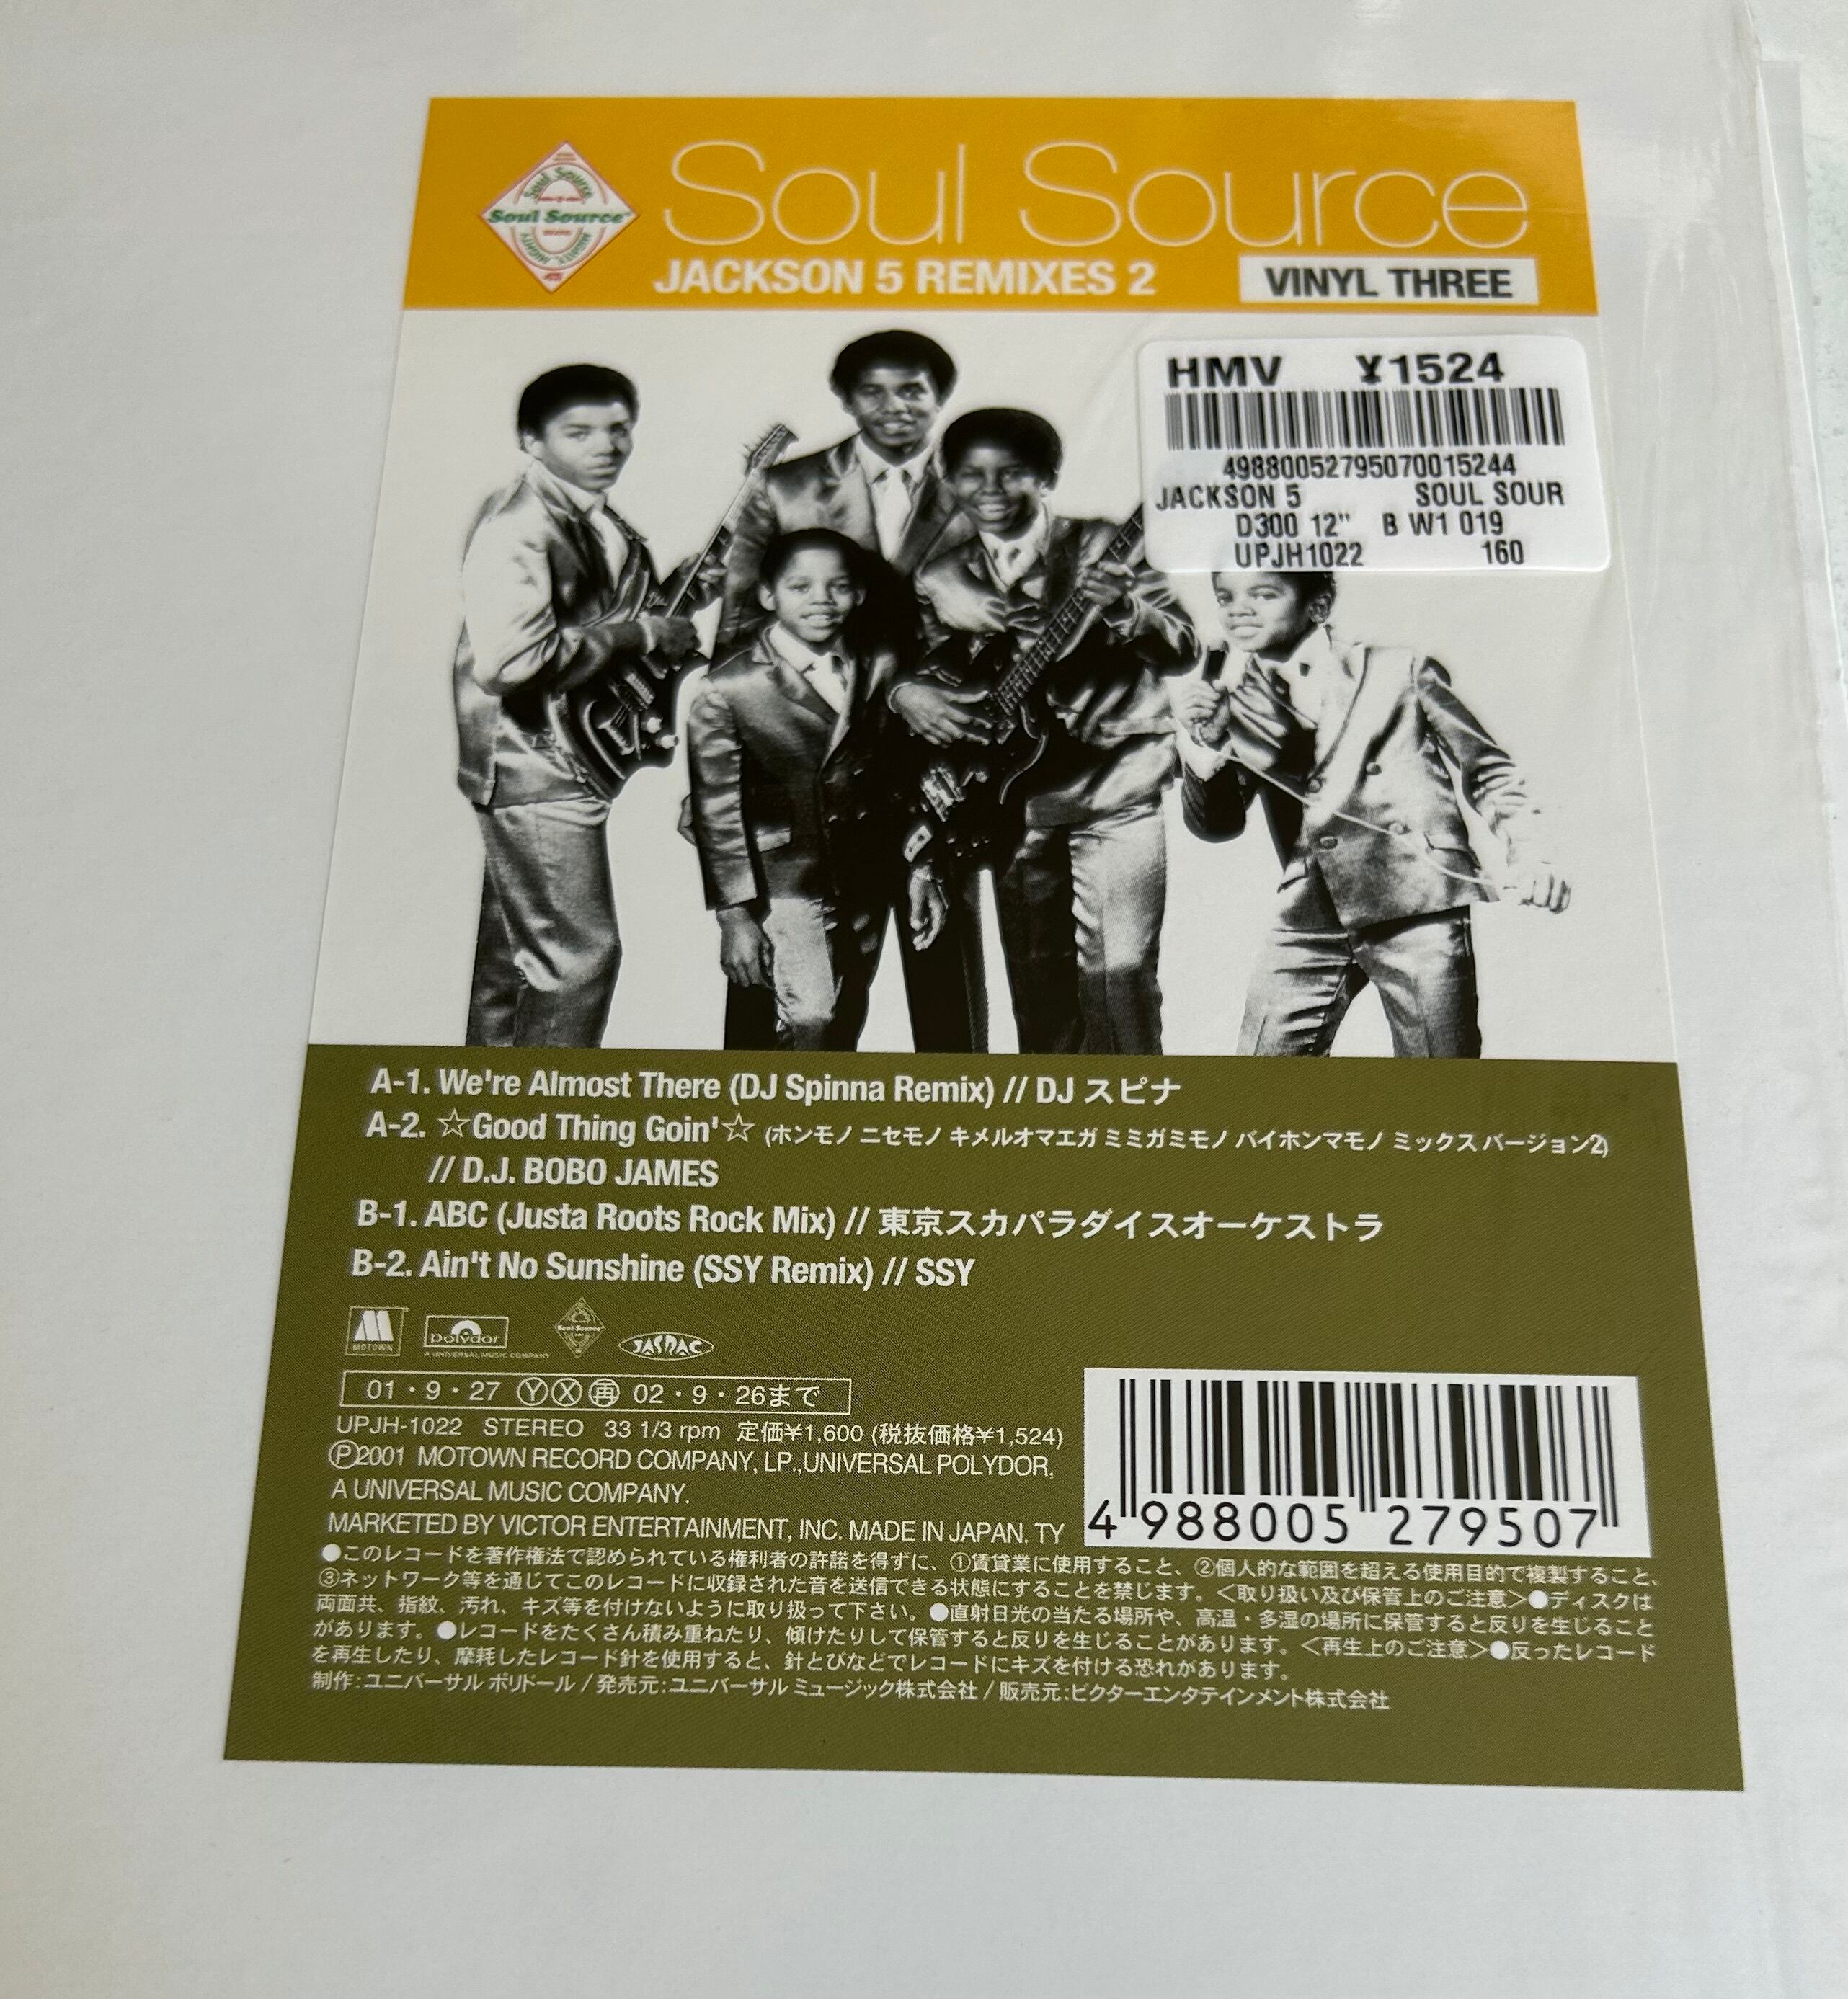 Soul Source
Soul Source
JACKSON 5 REMIXES 2
VINYL THREE
HMV ¥1524
49880052795070015244
JACKSON 5 SOUL SOUR
D300 12" B W1 019
UPJH1022 160
A-1. We're Almost There (DJ Spinna Remix) // DJ スピナ
A-2. ☆Good Thing Goin'☆ (ホンモノ ニセモノ キメルオマエガ ミミガミモノ バイホンマモノ ミックス バージョン2)
// D.J. BOBO JAMES
B-1. ABC (Justa Roots Rock Mix) // 東京スカパラダイスオーケストラ
B-2. Ain't No Sunshine (SSY Remix) // SSY
MOTOWN
Polydor
A UNIVERSAL MUSIC COMPANY
Soul Source
JASRAC
01・9・27 Ⓨ Ⓧ ㊢ 02・9・26まで
UPJH-1022 STEREO 33 1/3 rpm 定価¥1,600 (税抜価格¥1,524)
Ⓟ2001 MOTOWN RECORD COMPANY, LP.,UNIVERSAL POLYDOR,
A UNIVERSAL MUSIC COMPANY.
MARKETED BY VICTOR ENTERTAINMENT, INC. MADE IN JAPAN. TY
4 988005 279507
●このレコードを著作権法で認められている権利者の許諾を得ずに、①賃貸業に使用すること、②個人的な範囲を超える使用目的で複製すること、
③ネットワーク等を通じてこのレコードに収録された音を送信できる状態にすることを禁じます。＜取り扱い及び保管上のご注意＞●ディスクは
両面共、指紋、汚れ、キズ等を付けないように取り扱って下さい。●直射日光の当たる場所や、高温・多湿の場所に保管すると反りを生じること
があります。●レコードをたくさん積み重ねたり、傾けたりして保管すると反りを生じることがあります。＜再生上のご注意＞●反ったレコード
を再生したり、摩耗したレコード針を使用すると、針とびなどでレコードにキズを付ける恐れがあります。
制作:ユニバーサル ポリドール / 発売元:ユニバーサル ミュージック株式会社 / 販売元:ビクターエンタテインメント株式会社